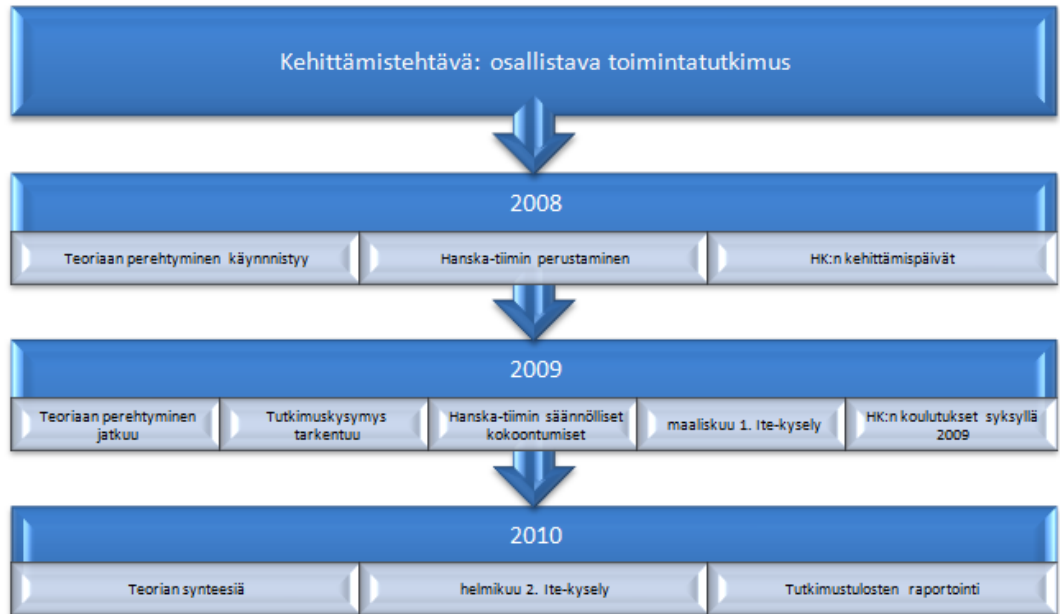 Kehittämistehtävä: osallistava toimintatutkimus
2008
Teoriaan perehtyminen käynnnistyy
Hanska-tiimin perustaminen
HK:n kehittämispäivät
2009
Teoriaan perehtyminen
jatkuu
Tutkimuskysymys
tarkentuu
Hanska-tiimin säännölliset
kokoontumiset
maaliskuu 1. Ite-kysely
HK:n koulutukset syksyllä
2009
2010
Teorian synteesiä
helmikuu 2. Ite-kysely
Tutkimustulosten raportointi